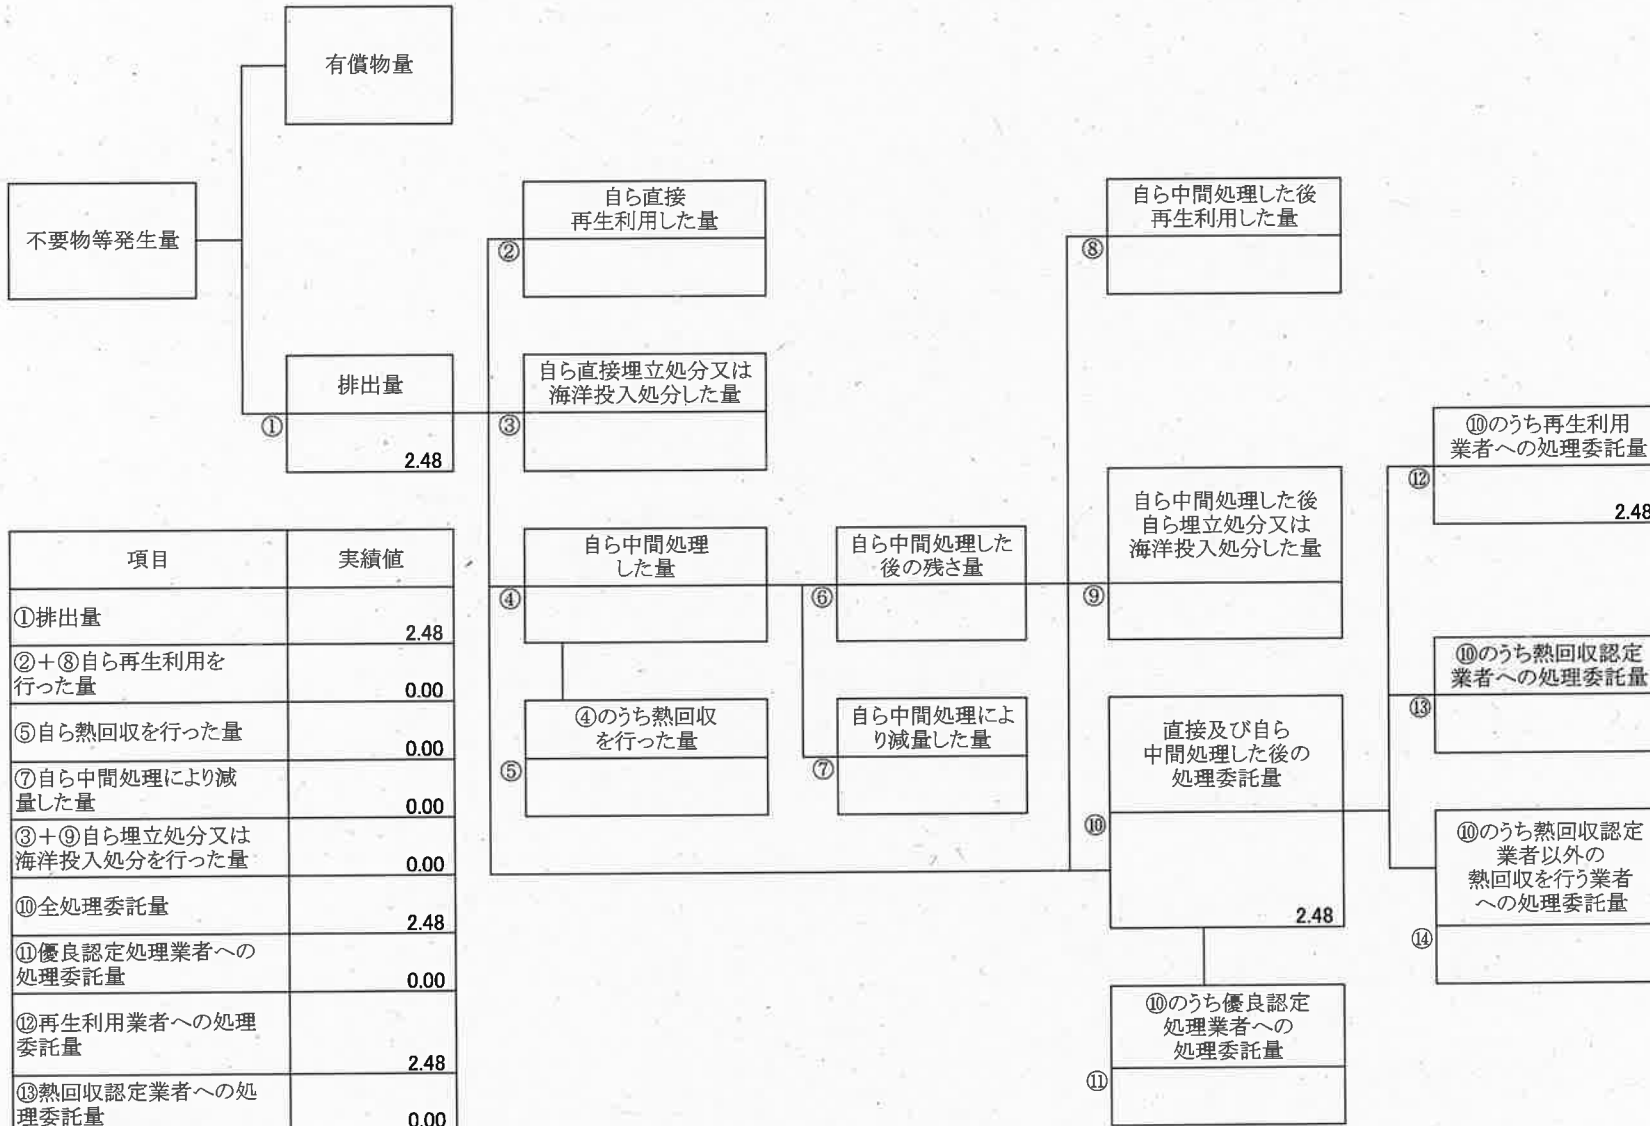 有償物量
不要物等発生量
自ら直接
再生利用した量
②
自ら中間処理した後
再生利用した量
⑧
排出量
①
2.48
自ら直接埋立処分又は
海洋投入処分した量
③
⑩のうち再生利用
業者への処理委託量
⑫
2.48
自ら中間処理
した量
④
自ら中間処理した
後の残さ量
⑥
自ら中間処理した後
自ら埋立処分又は
海洋投入処分した量
⑨
⑩のうち熱回収認定
業者への処理委託量
⑬
④のうち熱回収
を行った量
⑤
自ら中間処理によ
り減量した量
⑦
直接及び自ら
中間処理した後の
処理委託量
⑩
2.48
⑩のうち熱回収認定
業者以外の
熱回収を行う業者
への処理委託量
⑭
⑩のうち優良認定
処理業者への
処理委託量
⑪
項目 実績値
①排出量
2.48
②+⑧自ら再生利用を
行った量 0.00
⑤自ら熱回収を行った量
0.00
⑦自ら中間処理により減
量した量 0.00
③+⑨自ら埋立処分又は
海洋投入処分を行った量 0.00
⑩全処理委託量
2.48
⑪優良認定処理業者への
処理委託量 0.00
⑫再生利用業者への処理
委託量
2.48
⑬熱回収認定業者への処
理委託量 0.00